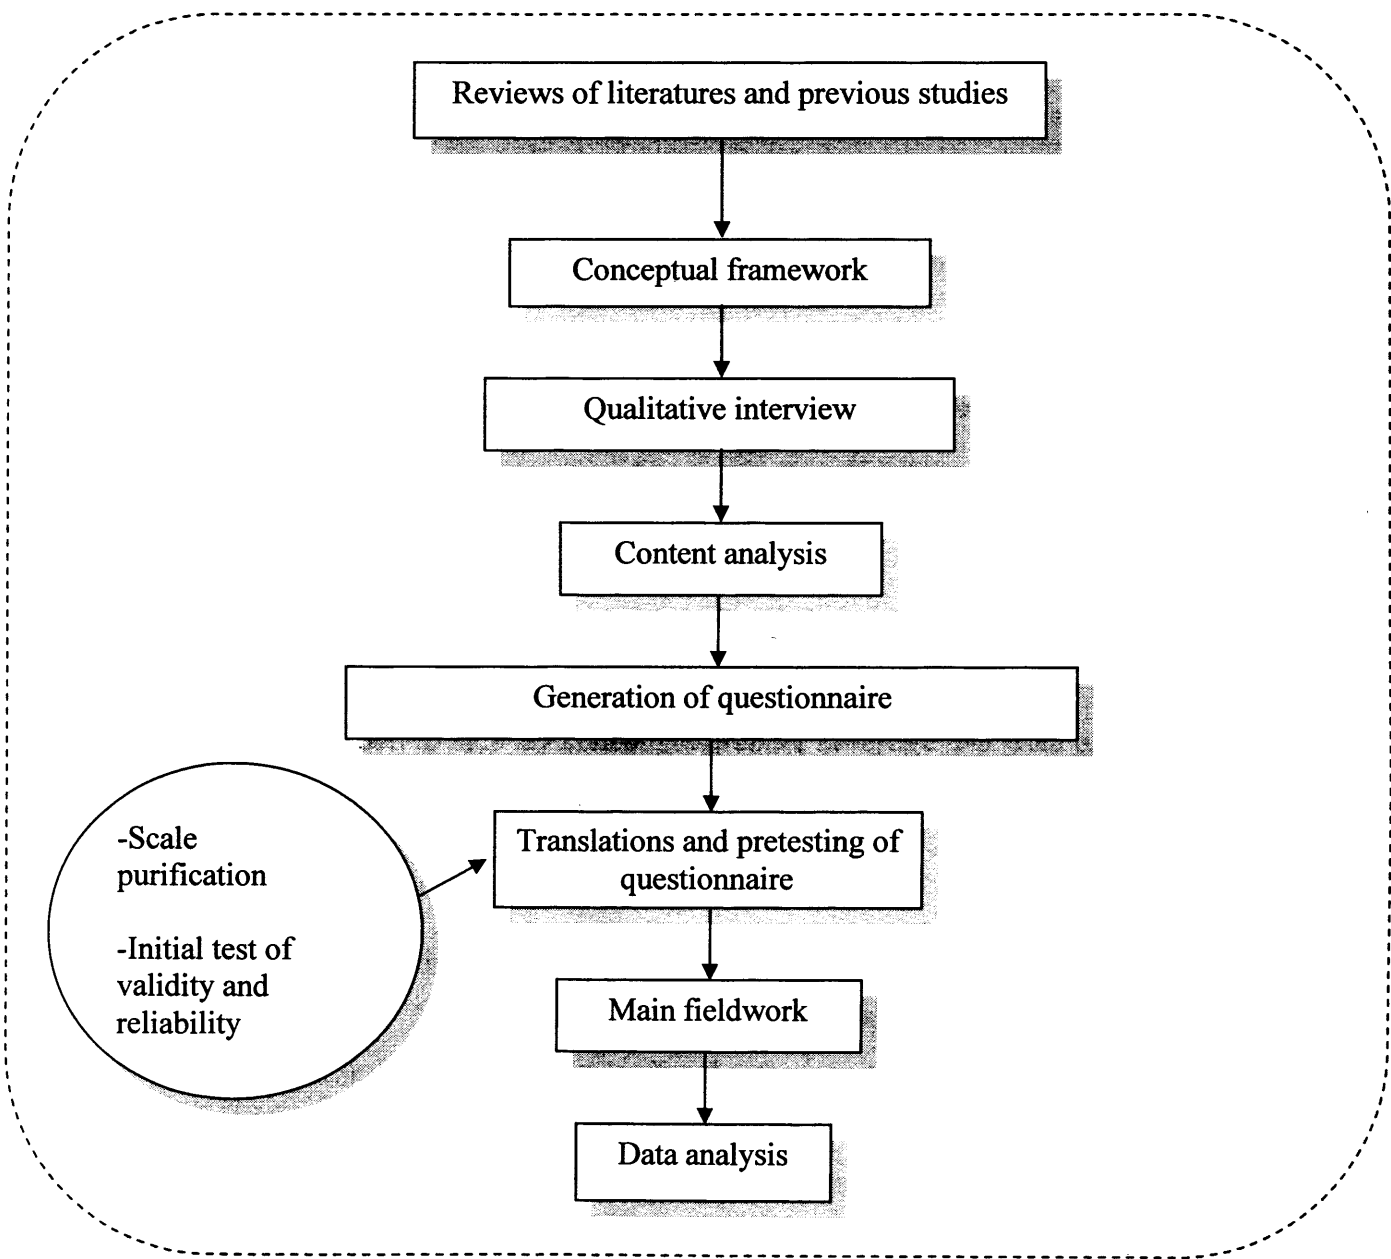 Reviews of literatures and previous studies
Conceptual framework
Qualitative interview
Content analysis
Generation of questionnaire
-Scale
purification
-Initial test of
validity and
reliability
Translations and pretesting of
questionnaire
Main fieldwork
Data analysis